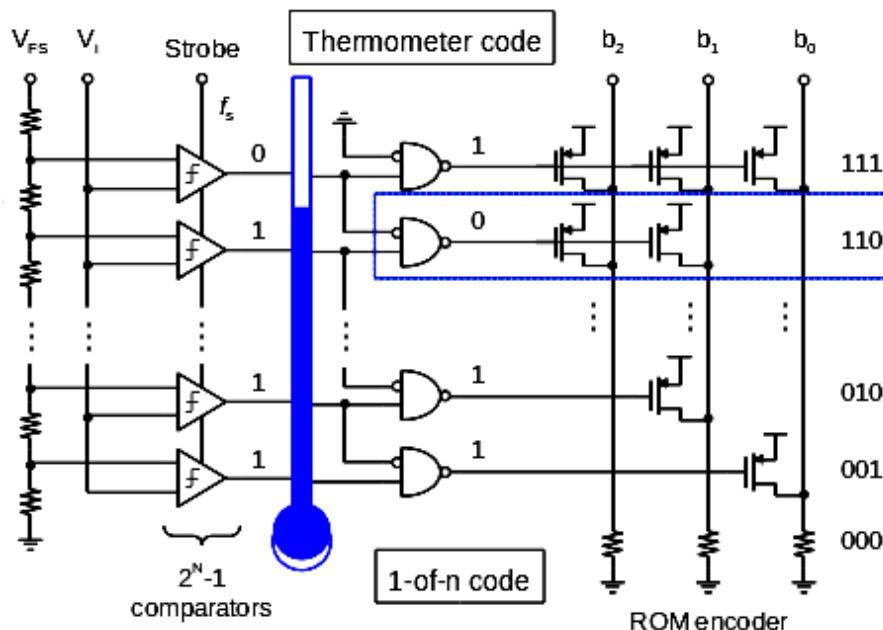 V_FS V_I Strobe Thermometer code b_2 b_1 b_0
f_s
0 1 111
1 0 110
1 1 010
1 1 001
000
2^N-1
comparators
1-of-n code
ROM encoder